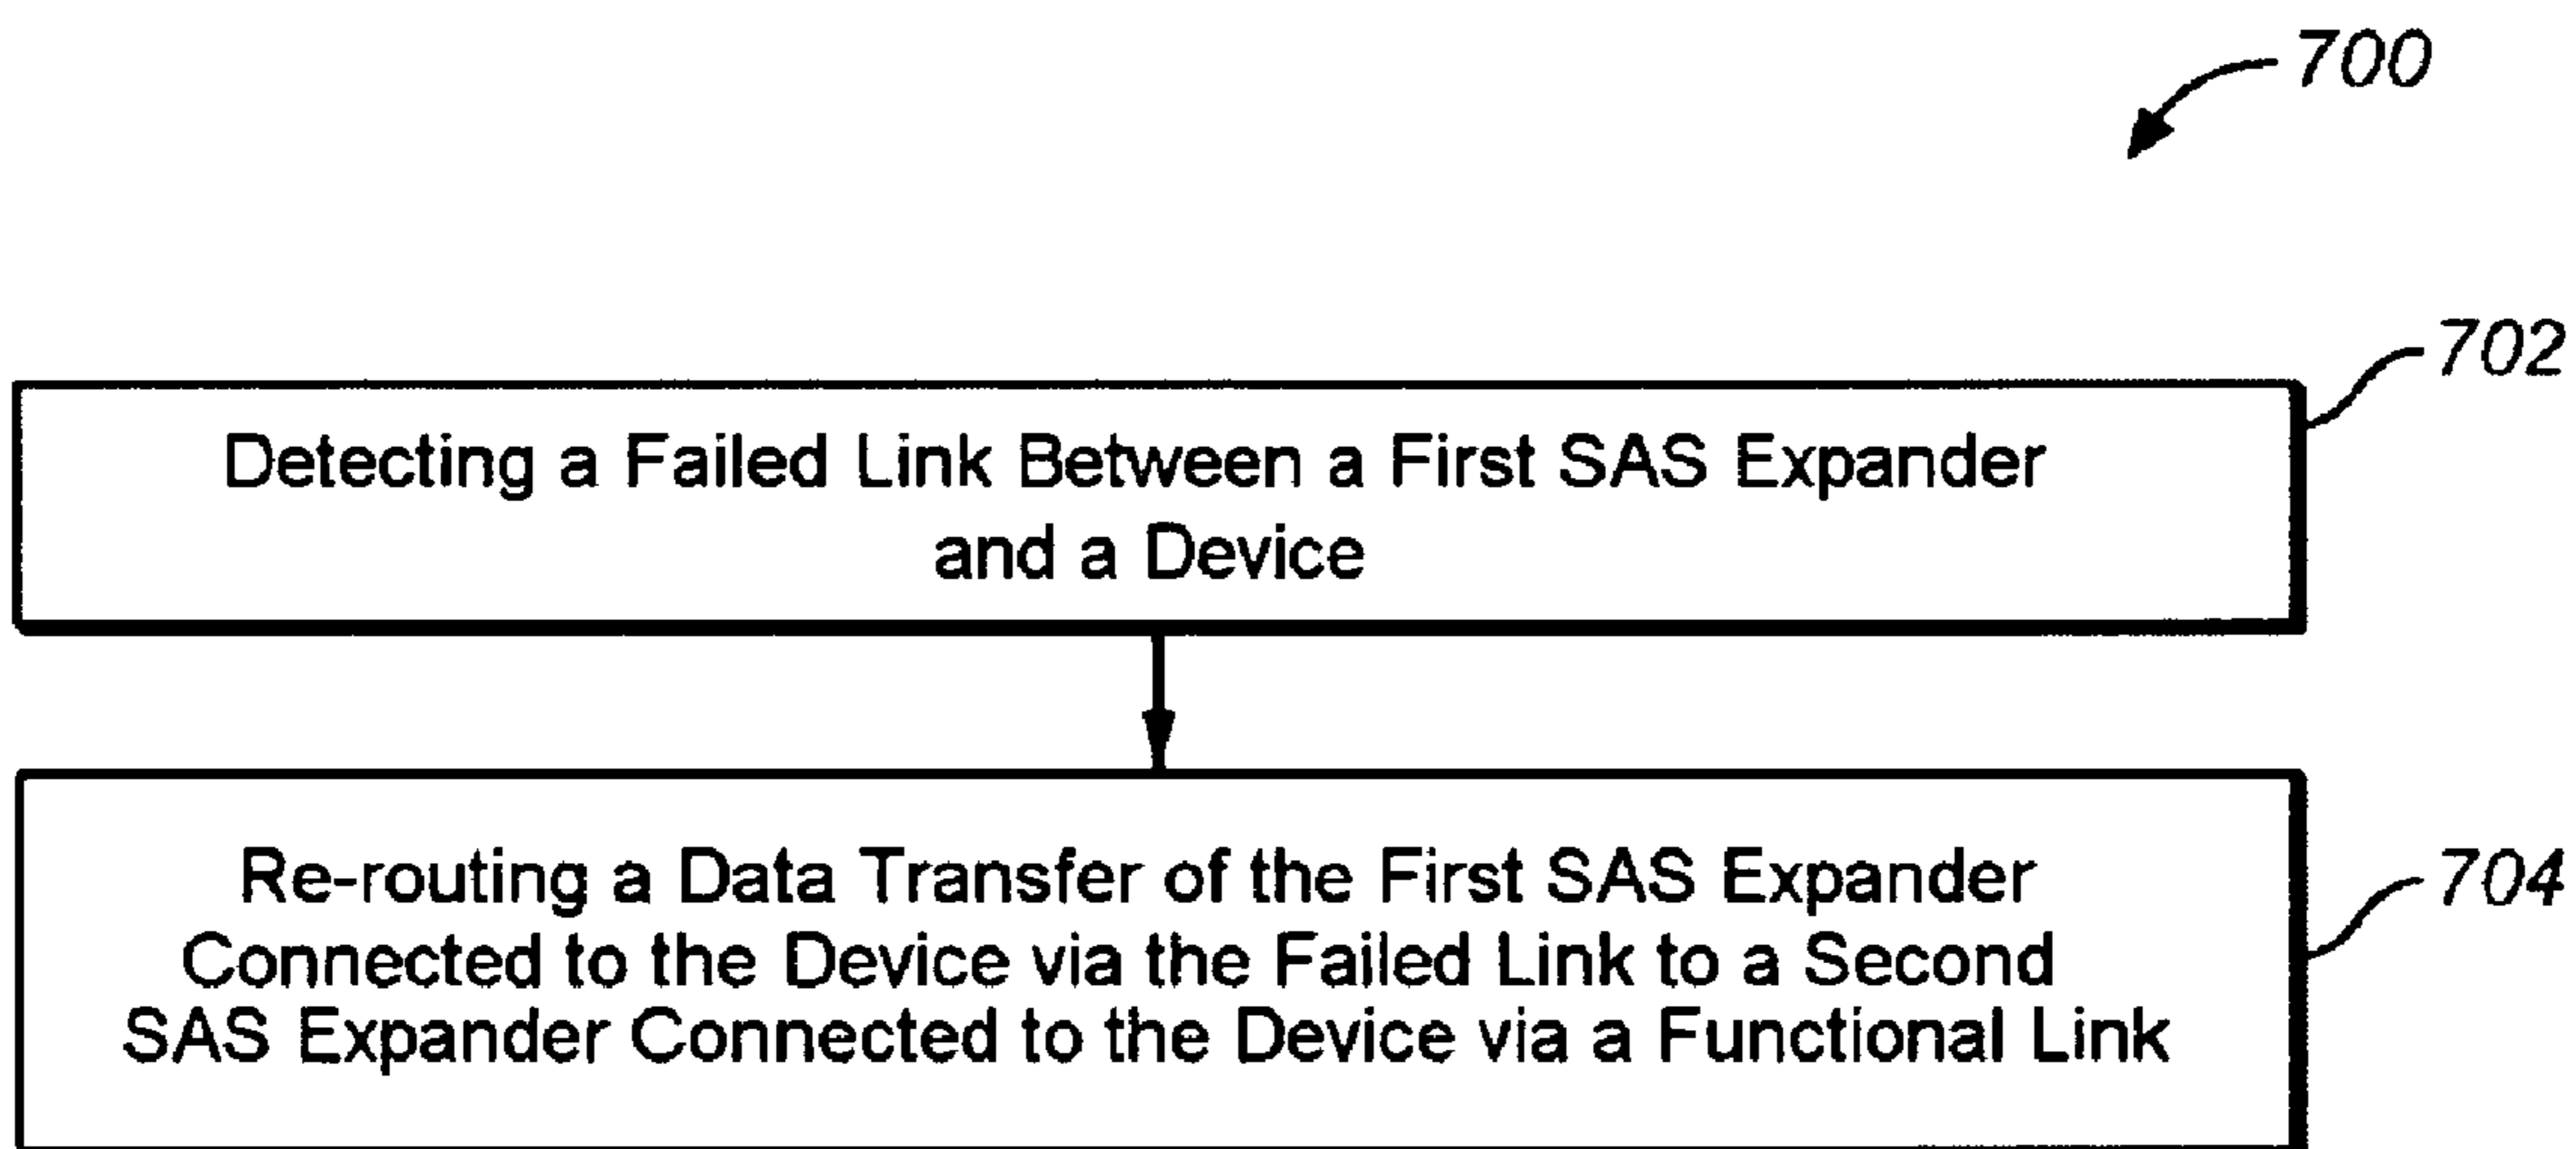 700
702
Detecting a Failed Link Between a First SAS Expander
and a Device
704
Re-routing a Data Transfer of the First SAS Expander
Connected to the Device via the Failed Link to a Second
SAS Expander Connected to the Device via a Functional Link